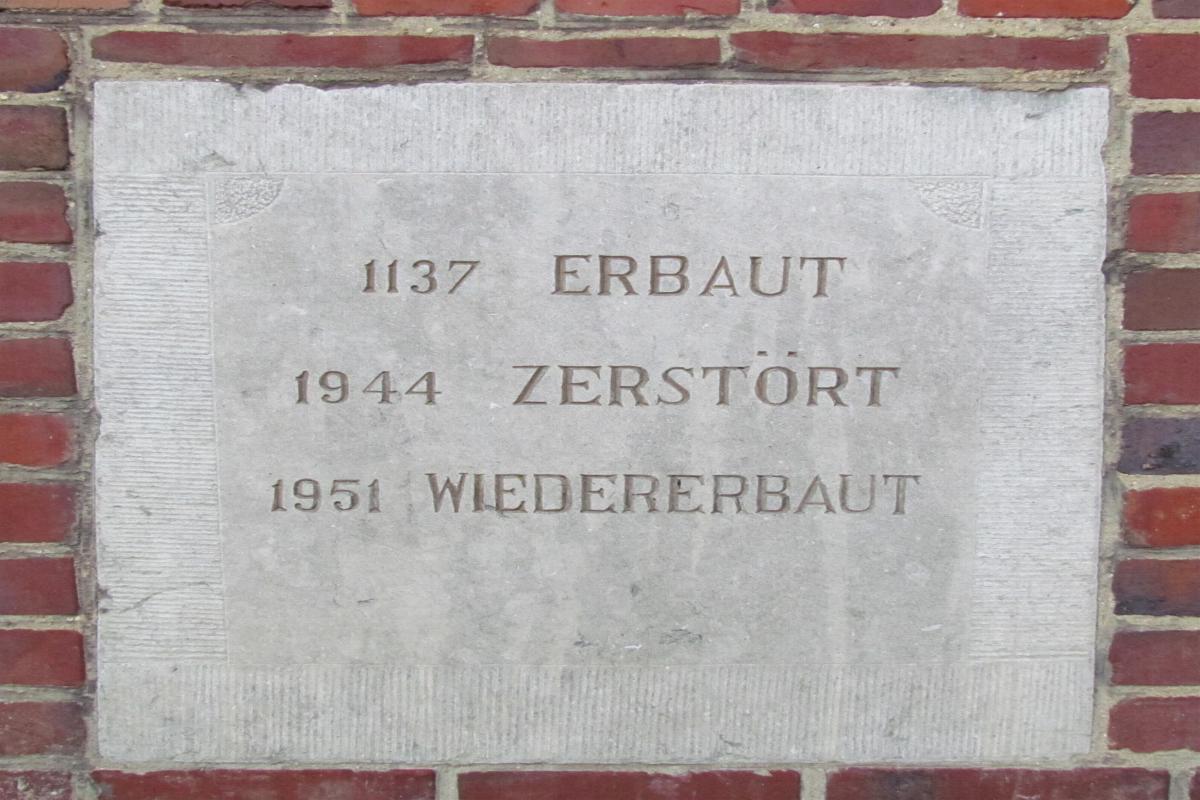 1137 ERBAUT
1944 ZERSTÖRT
1951 WIEDERERBAUT